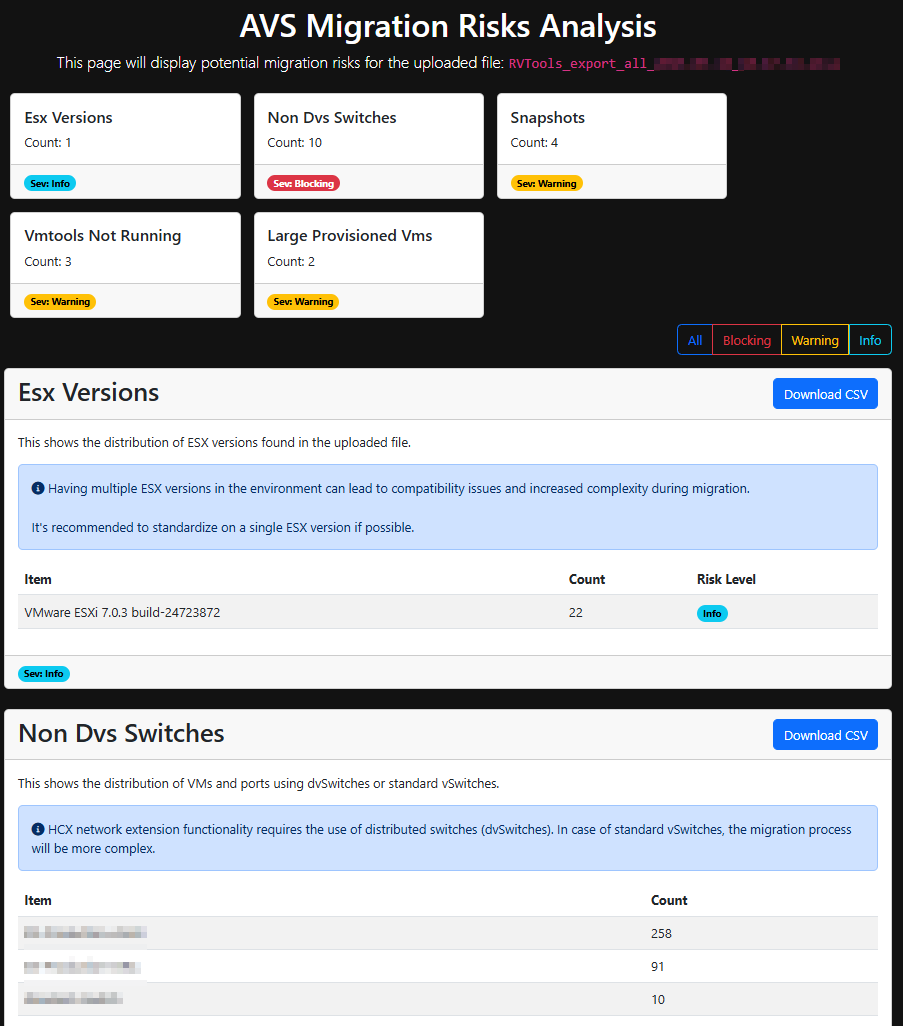 AVS Migration Risks Analysis
This page will display potential migration risks for the uploaded file: RVTools_export_all_
Esx Versions
Count: 1
Sev: Info
Non Dvs Switches
Count: 10
Sev: Blocking
Snapshots
Count: 4
Sev: Warning
Vmtools Not Running
Count: 3
Sev: Warning
Large Provisioned Vms
Count: 2
Sev: Warning
All Blocking Warning Info
Esx Versions Download CSV
This shows the distribution of ESX versions found in the uploaded file.
Having multiple ESX versions in the environment can lead to compatibility issues and increased complexity during migration.
It's recommended to standardize on a single ESX version if possible.
Item Count Risk Level
VMware ESXi 7.0.3 build-24723872 22 Info
Sev: Info
Non Dvs Switches Download CSV
This shows the distribution of VMs and ports using dvSwitches or standard vSwitches.
HCX network extension functionality requires the use of distributed switches (dvSwitches). In case of standard vSwitches, the migration process
will be more complex.
Item Count
258
91
10